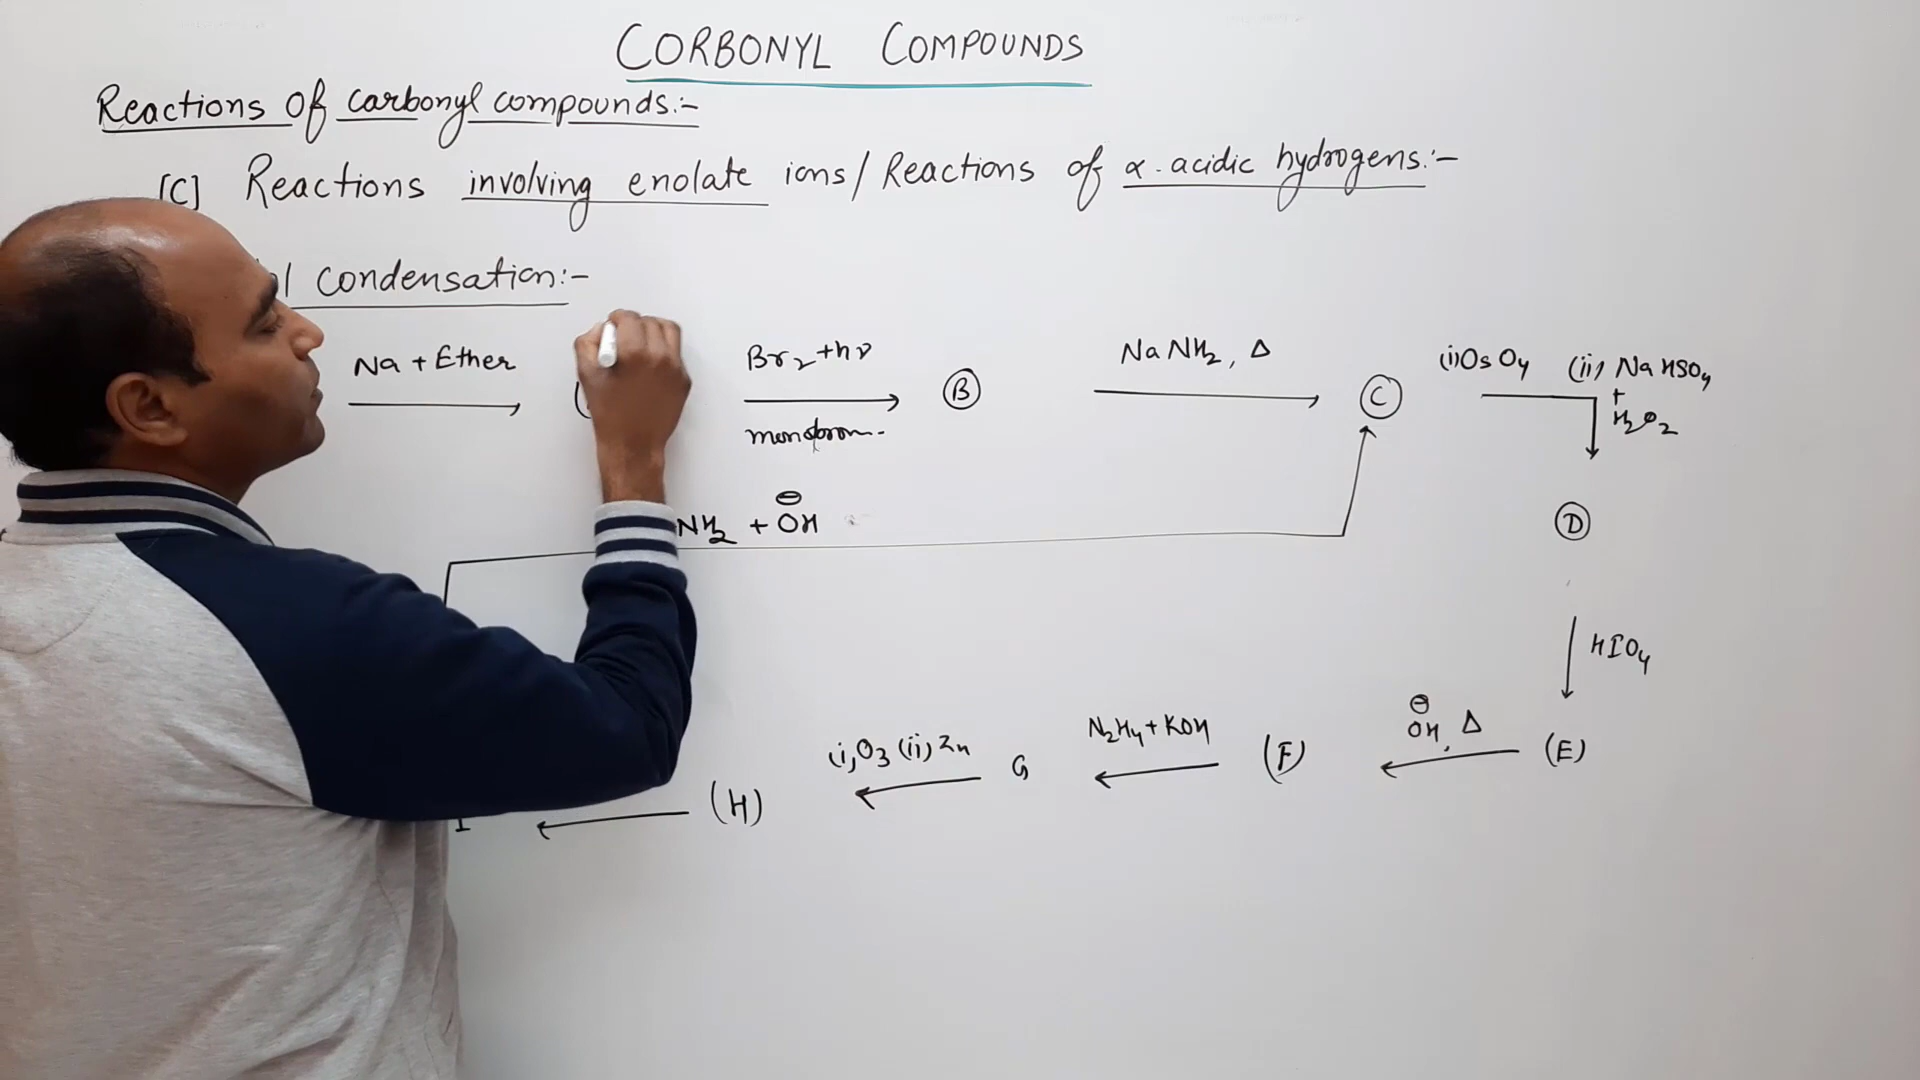 CORBONYL COMPOUNDS
Reactions Of carbonyl compounds:-
[C] Reactions involving enolate ions/Reactions of α-acidic hydrogens:-
condensation:-
Na + Ether
Br₂ + hν
monobrom-
B
NaNH₂, Δ
C
(i) OsO₄ (ii) NaHSO₄
+
H₂O₂
NH₂ + OH⊖
D
HIO₄
(E)
⊖
OH, Δ
(F)
N₂H₄ + KOH
G
(i) O₃ (ii) Zn
(H)
I